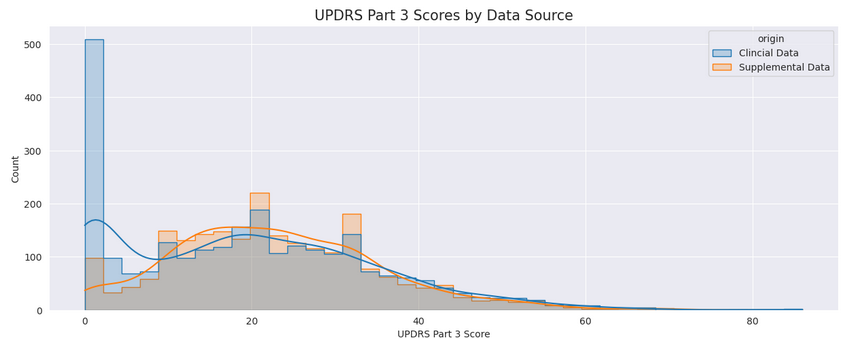 UPDRS Part 3 Scores by Data Source
origin
Clincial Data
Supplemental Data
500
400
300
200
100
0
Count
0 20 40 60 80
UPDRS Part 3 Score